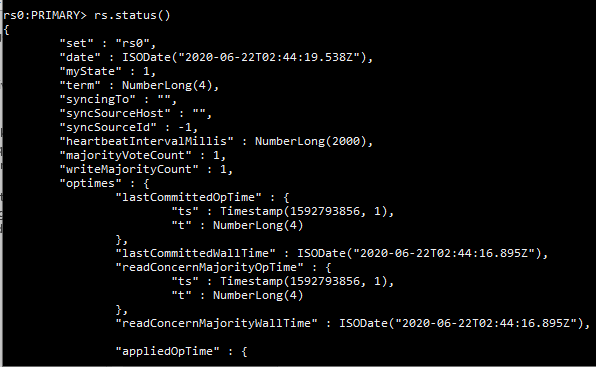 rs0:PRIMARY> rs.status()
{
        "set" : "rs0",
        "date" : ISODate("2020-06-22T02:44:19.538Z"),
        "myState" : 1,
        "term" : NumberLong(4),
        "syncingTo" : "",
        "syncSourceHost" : "",
        "syncSourceId" : -1,
        "heartbeatIntervalMillis" : NumberLong(2000),
        "majorityVoteCount" : 1,
        "writeMajorityCount" : 1,
        "optimes" : {
                "lastCommittedOpTime" : {
                        "ts" : Timestamp(1592793856, 1),
                        "t" : NumberLong(4)
                },
                "lastCommittedWallTime" : ISODate("2020-06-22T02:44:16.895Z"),
                "readConcernMajorityOpTime" : {
                        "ts" : Timestamp(1592793856, 1),
                        "t" : NumberLong(4)
                },
                "readConcernMajorityWallTime" : ISODate("2020-06-22T02:44:16.895Z"),
                "appliedOpTime" : {